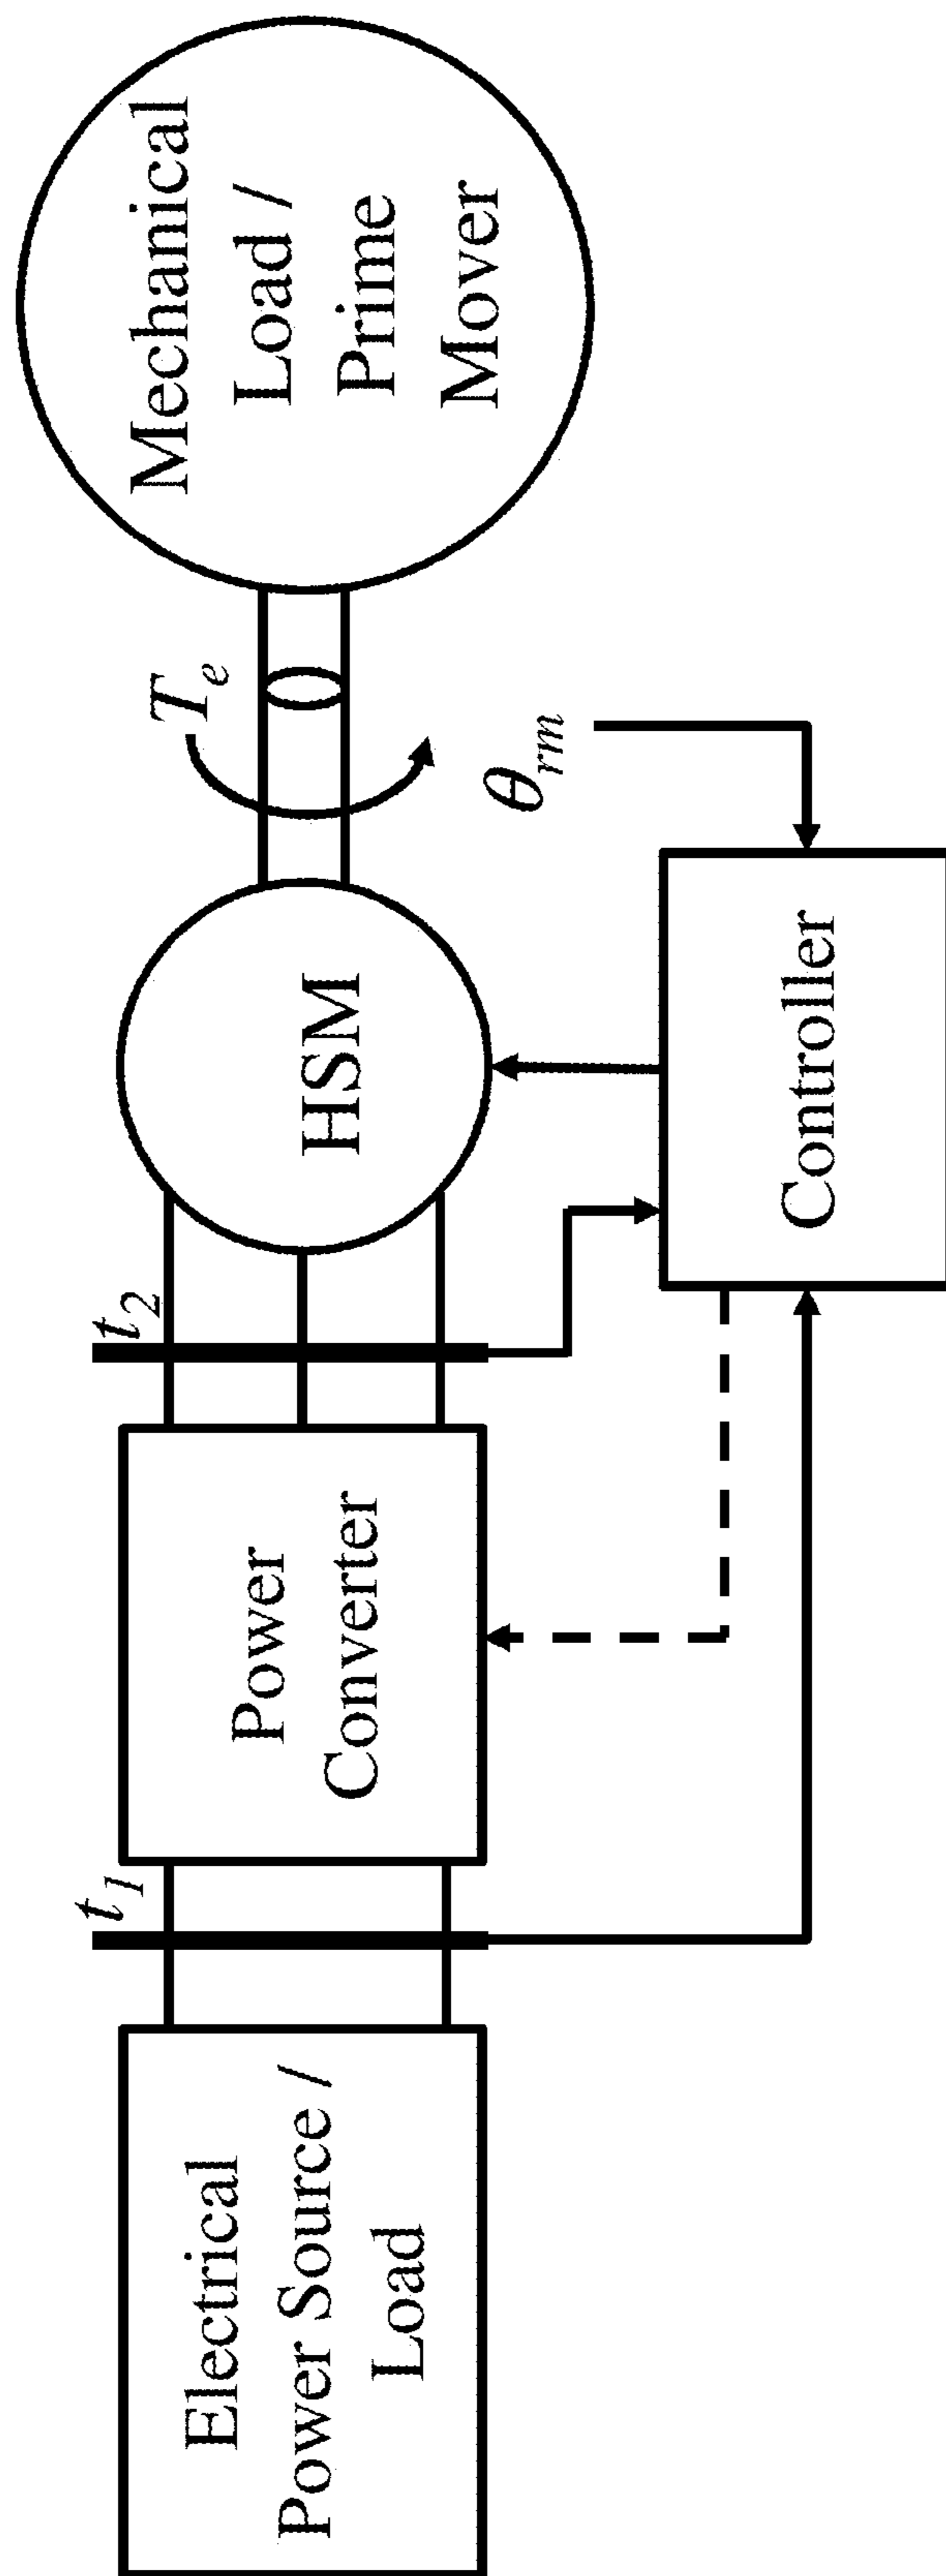 Electrical
Power Source /
Load
t1
Power
Converter
t2
HSM
Te
θrm
Mechanical
Load /
Prime
Mover
Controller